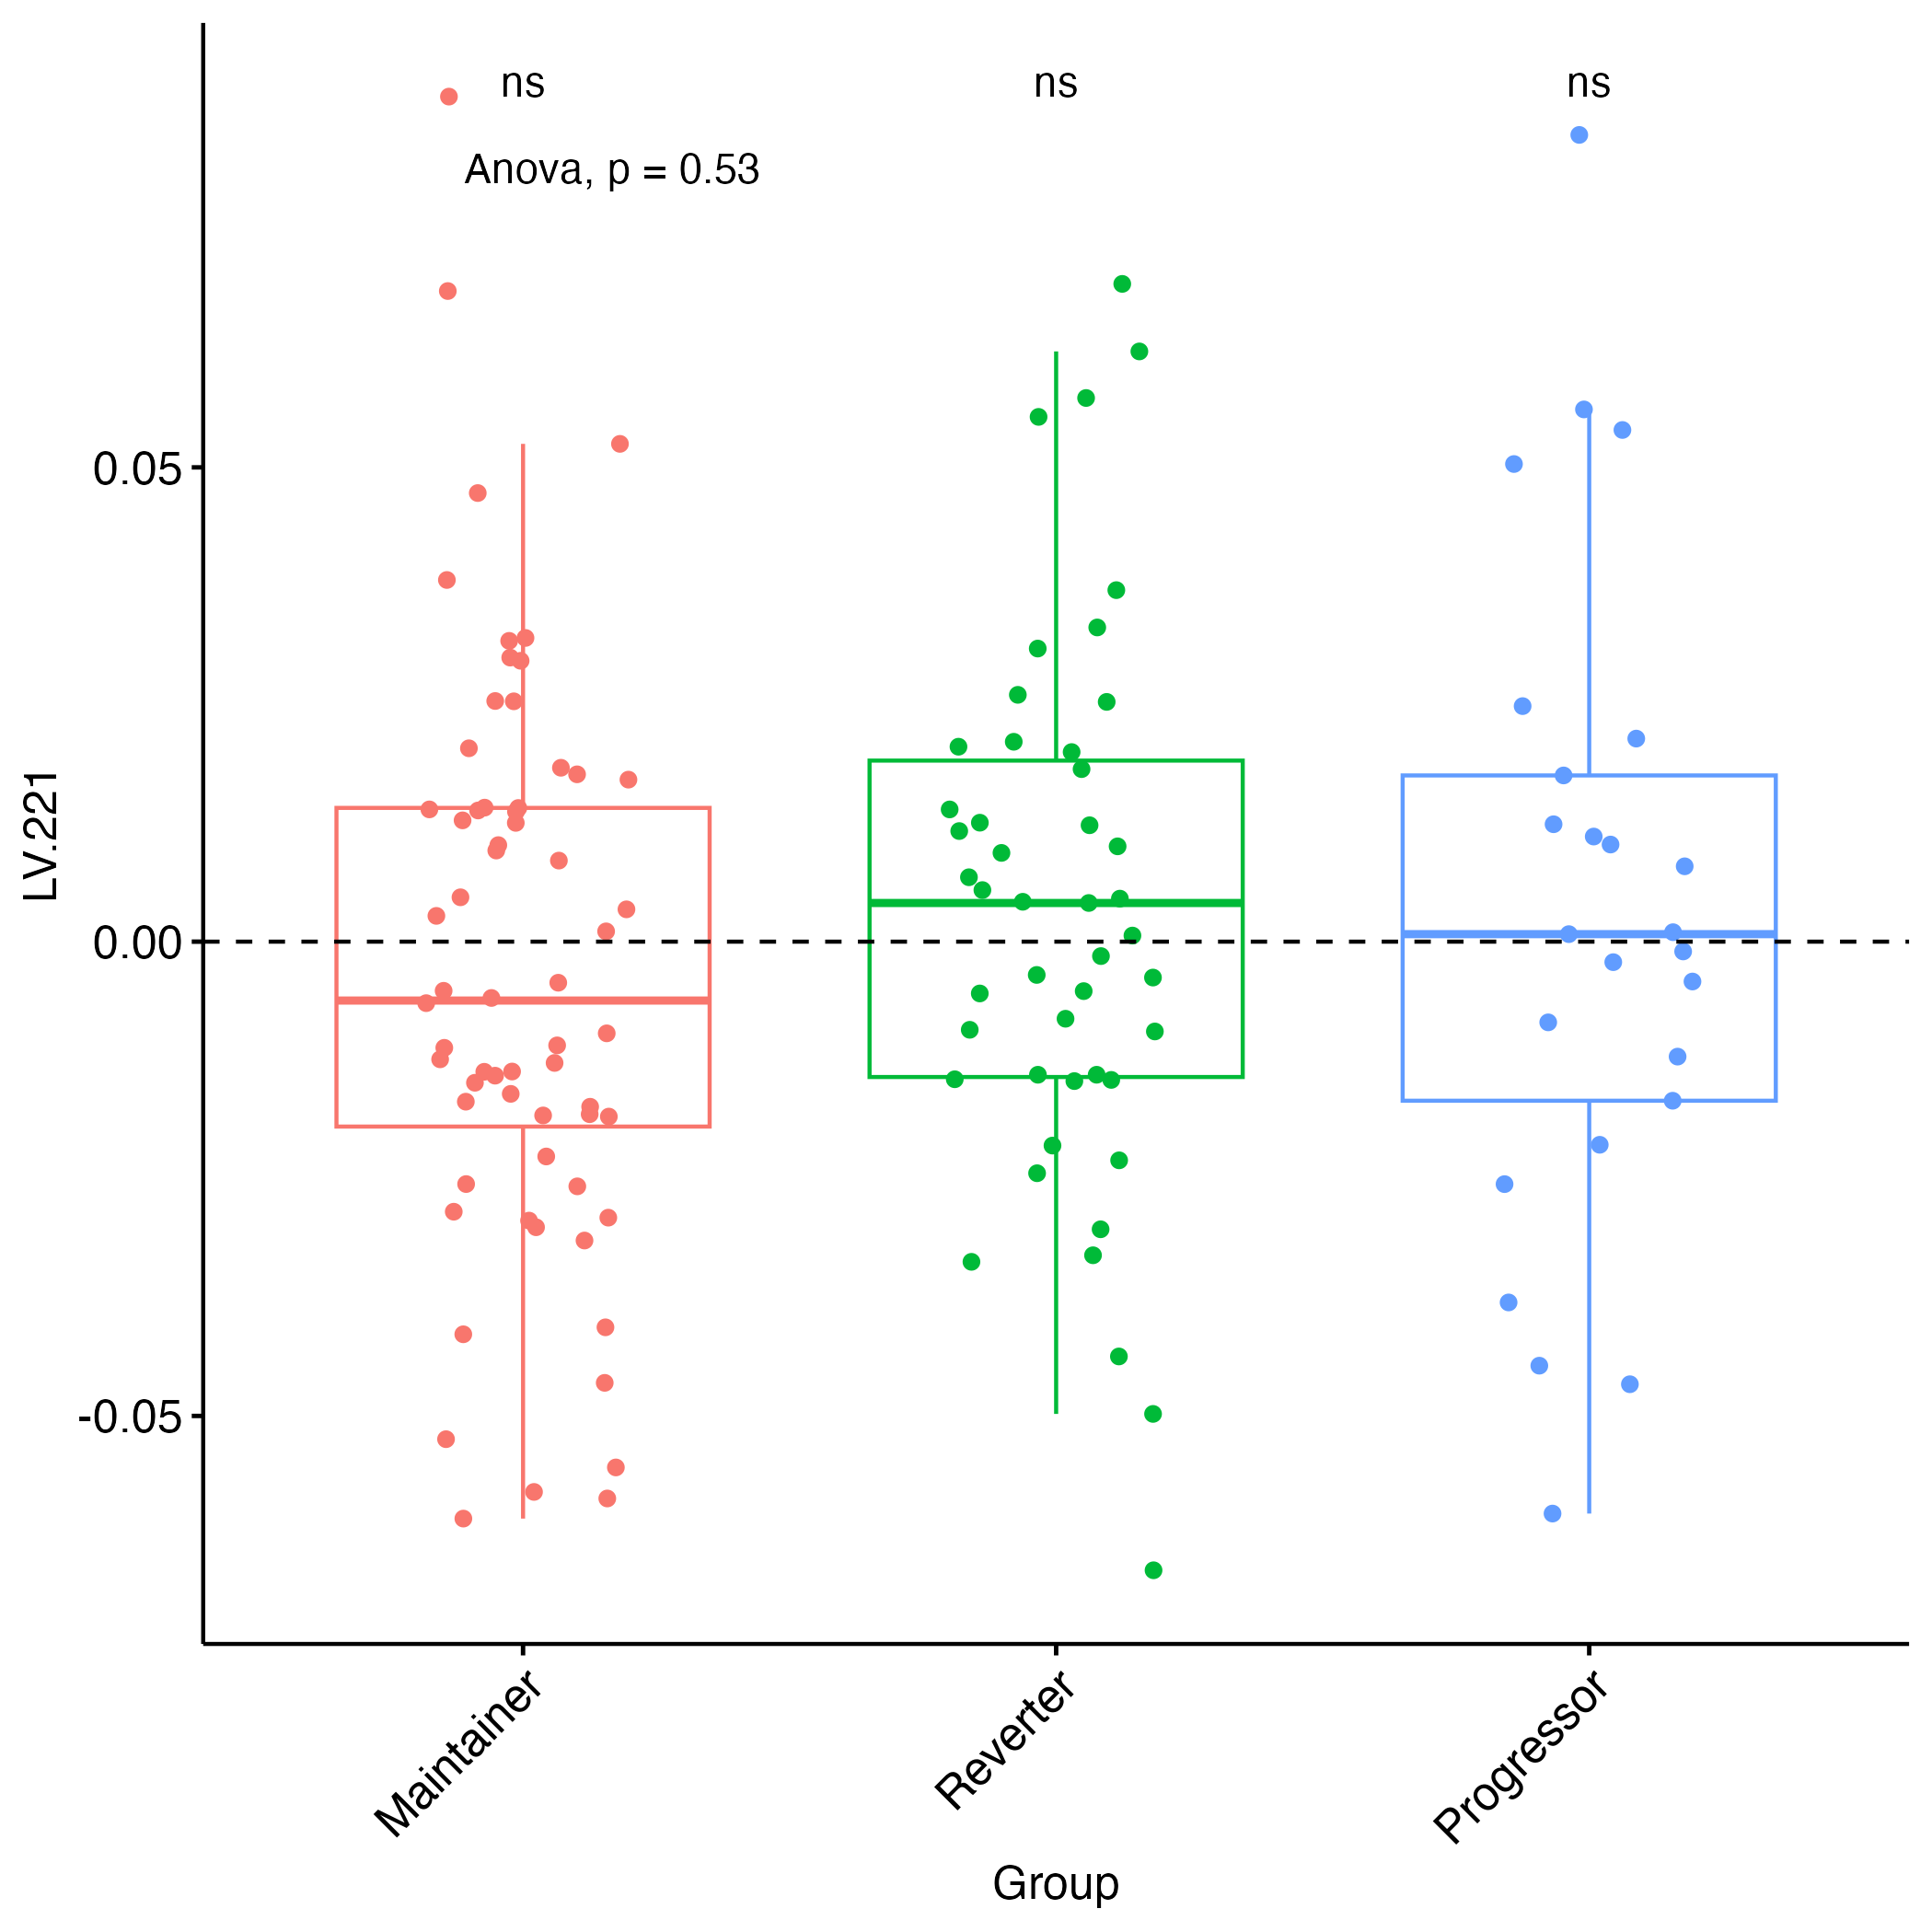 ns ns ns
Anova, p = 0.53
LV.221
0.05
0.00
-0.05
Maintainer
Reverter
Progressor
Group